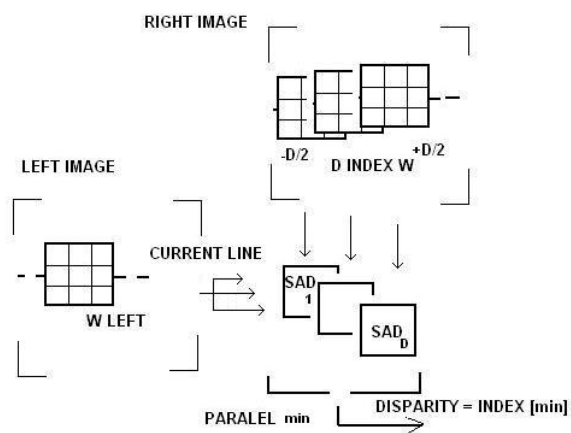 RIGHT IMAGE
-D/2
+D/2
D INDEX W
LEFT IMAGE
CURRENT LINE
W LEFT
SAD
1
SAD
D
PARALEL min
DISPARITY = INDEX [min]